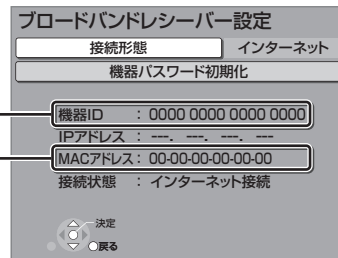 ブロードバンドレシーバー設定
接続形態 インターネット
機器パスワード初期化
機器ID : 0000 0000 0000 0000
IPアドレス : ---. ---. ---. ---
MACアドレス : 00-00-00-00-00-00
接続状態 : インターネット接続
決定
戻る